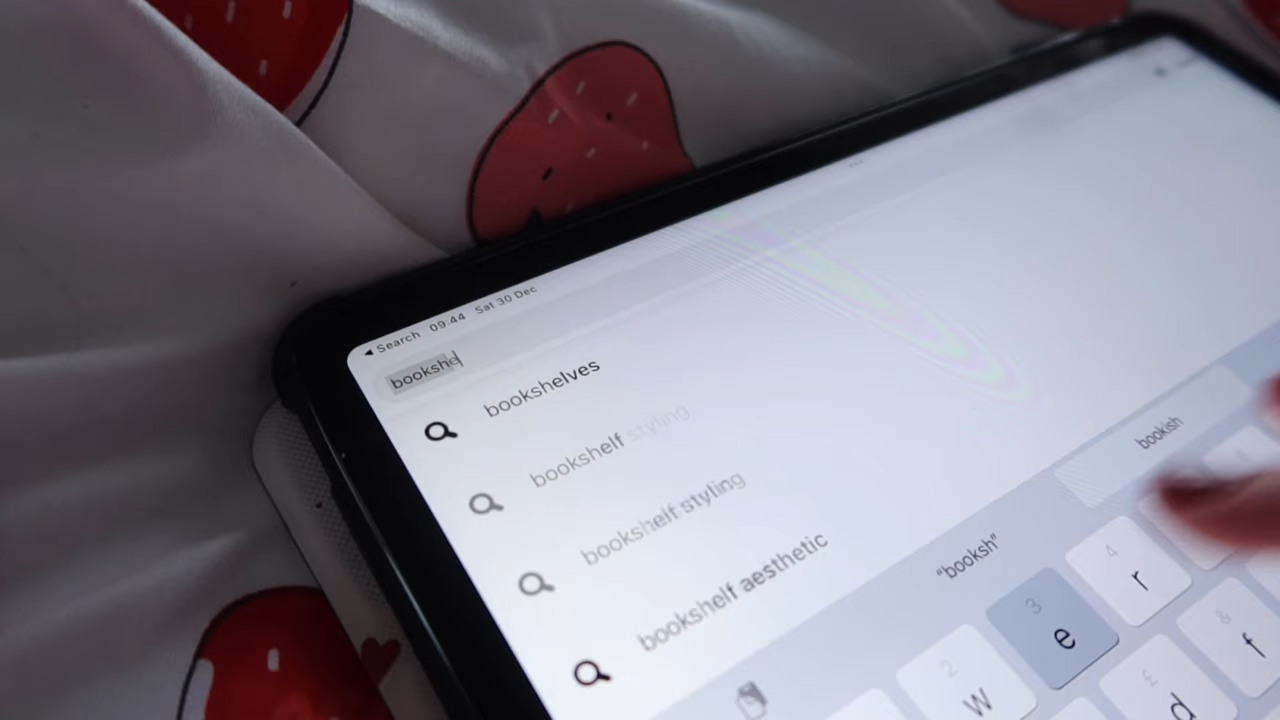 ◀ Search 09:44 Sat 30 Dec
bookshe
bookshelves
bookshelf styling
bookshelf styling
bookshelf aesthetic
"booksh"
bookish
2 w
3 e
4 r
£ d
& f